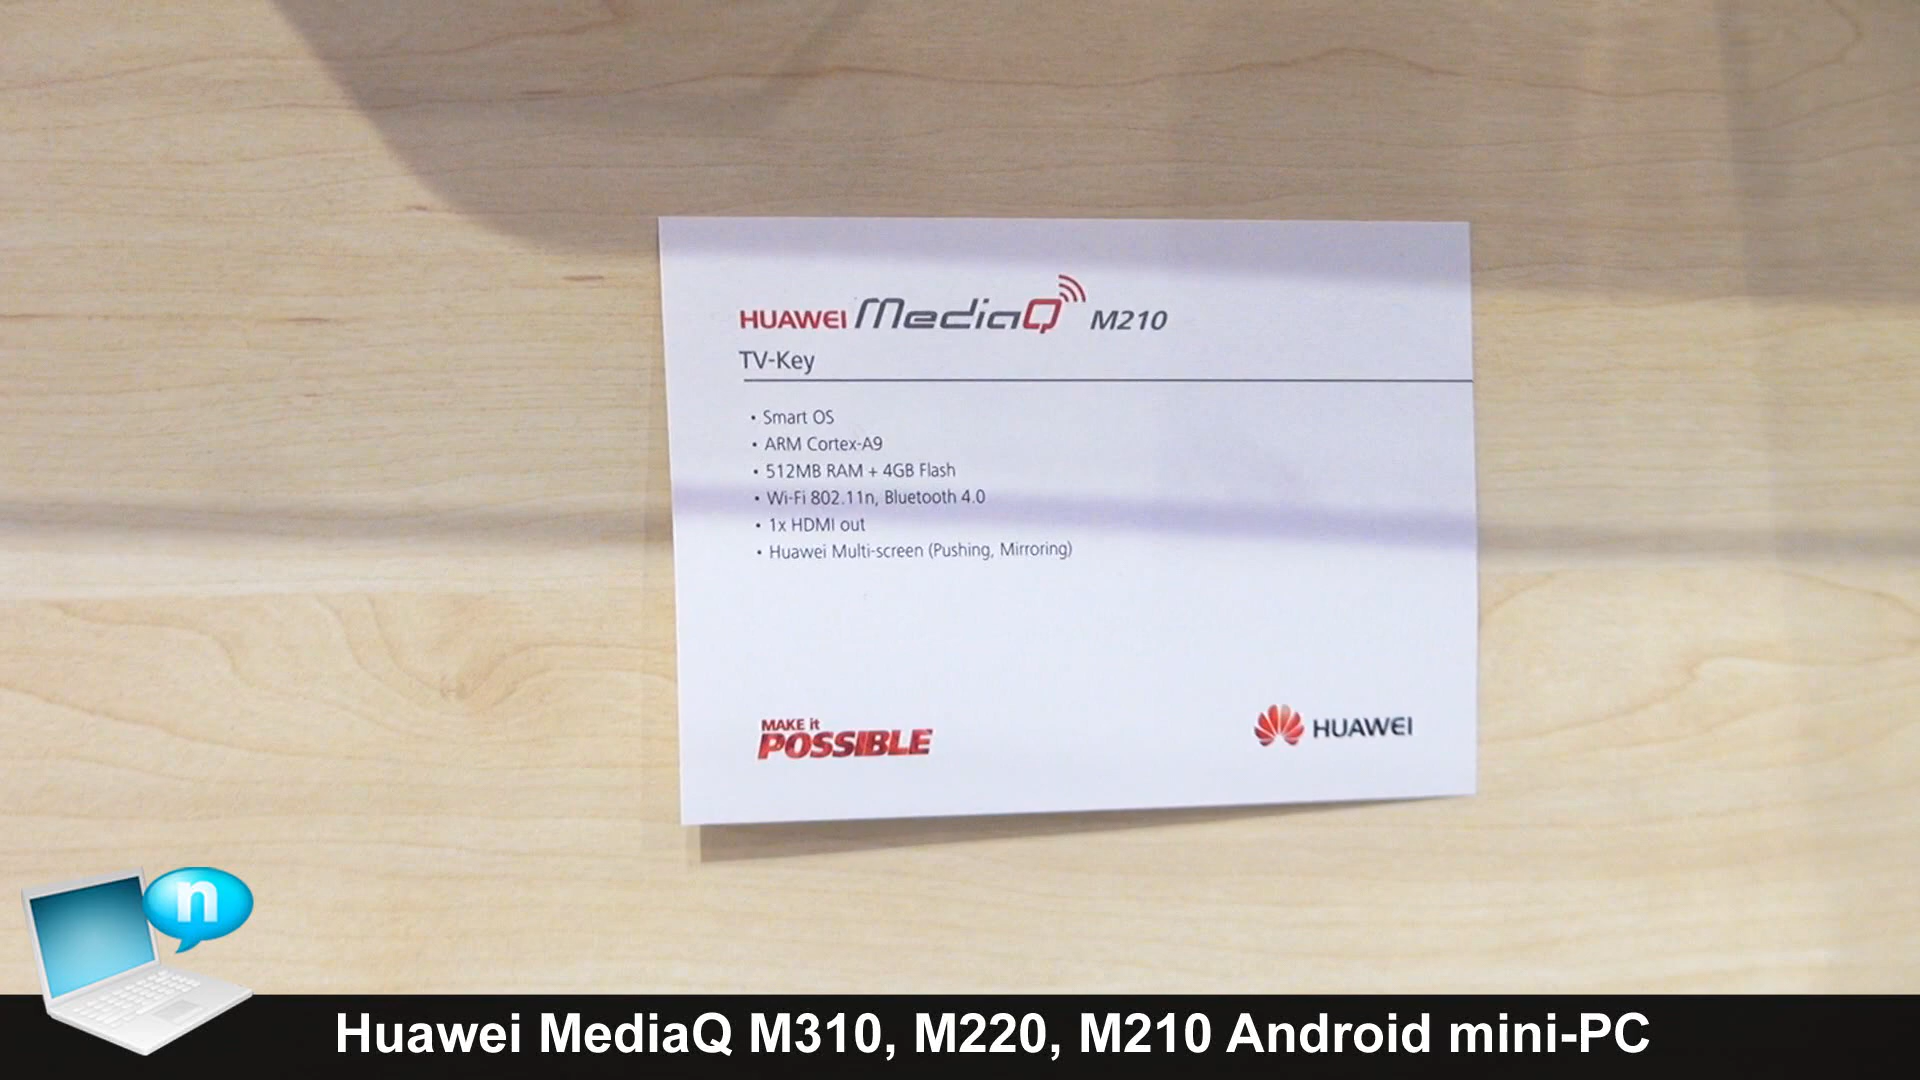 HUAWEI MediaQ M210
TV-Key
• Smart OS
• ARM Cortex-A9
• 512MB RAM + 4GB Flash
• Wi-Fi 802.11n, Bluetooth 4.0
• 1x HDMI out
• Huawei Multi-screen (Pushing, Mirroring)
MAKE it
POSSIBLE
HUAWEI
n
Huawei MediaQ M310, M220, M210 Android mini-PC